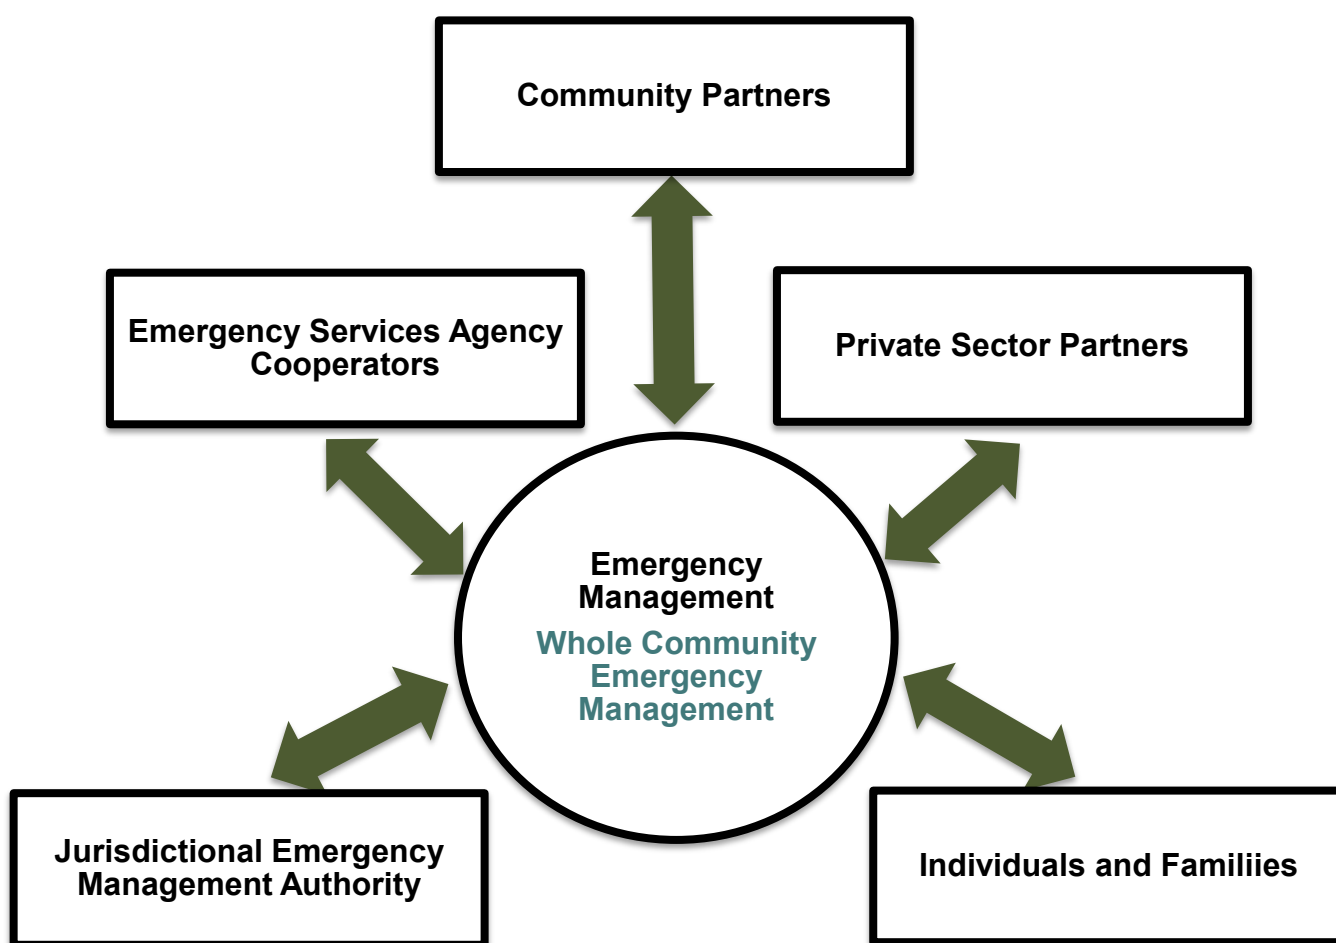 Community Partners
Emergency Services Agency
Cooperators
Private Sector Partners
Emergency
Management
Whole Community
Emergency
Management
Jurisdictional Emergency
Management Authority
Individuals and Familiies